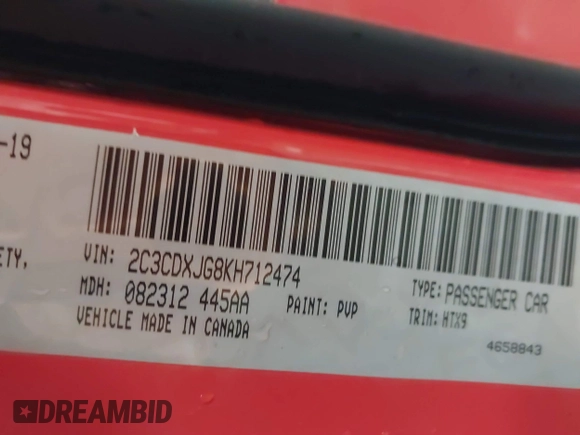 -19
ETY,
VIN: 2C3CDXJG8KH712474
TYPE: PASSENGER CAR
MDH: 082312 445AA
PAINT: PVP
TRIM: HTX9
VEHICLE MADE IN CANADA
4658843
DREAMBID